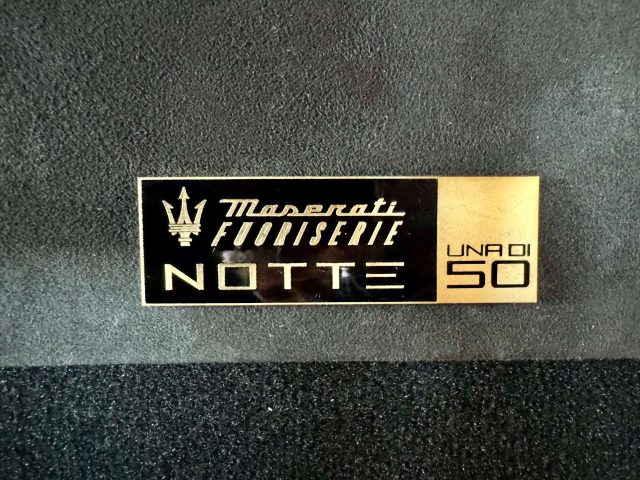 Maserati
FUORISERIE
NOTTE
UNA DI
50